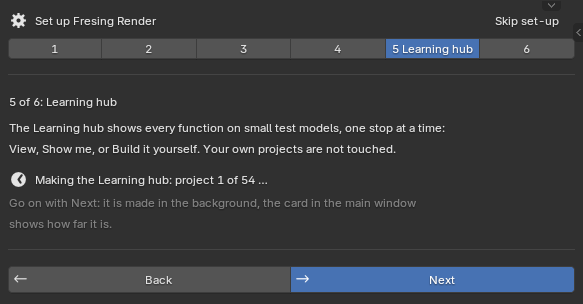 Set up Fresing Render
Skip set-up
1 2 3 4 5 Learning hub 6
5 of 6: Learning hub
The Learning hub shows every function on small test models, one stop at a time:
View, Show me, or Build it yourself. Your own projects are not touched.
Making the Learning hub: project 1 of 54 ...
Go on with Next: it is made in the background, the card in the main window
shows how far it is.
Back
Next